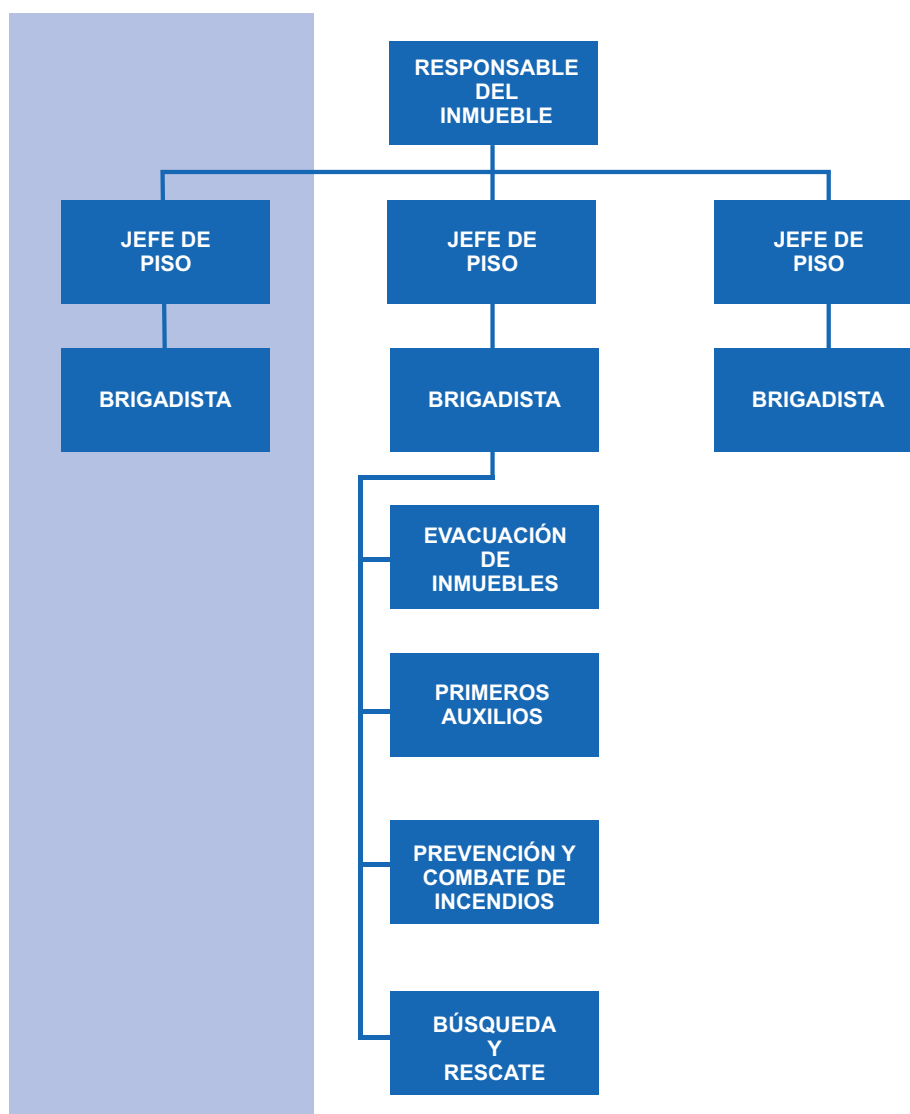 RESPONSABLE
DEL
INMUEBLE
JEFE DE
PISO
JEFE DE
PISO
JEFE DE
PISO
BRIGADISTA
BRIGADISTA
BRIGADISTA
EVACUACIÓN
DE
INMUEBLES
PRIMEROS
AUXILIOS
PREVENCIÓN Y
COMBATE DE
INCENDIOS
BÚSQUEDA
Y
RESCATE